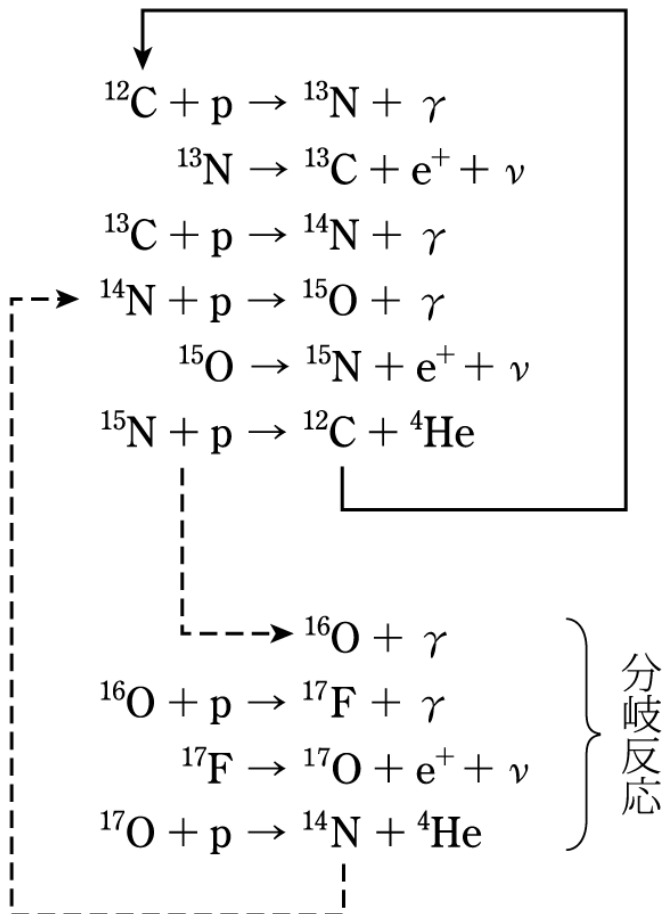 ¹²C + p → ¹³N + γ
¹³N → ¹³C + e⁺ + ν
¹³C + p → ¹⁴N + γ
¹⁴N + p → ¹⁵O + γ
¹⁵O → ¹⁵N + e⁺ + ν
¹⁵N + p → ¹²C + ⁴He
¹⁶O + γ
¹⁶O + p → ¹⁷F + γ
¹⁷F → ¹⁷O + e⁺ + ν
¹⁷O + p → ¹⁴N + ⁴He
分岐反応